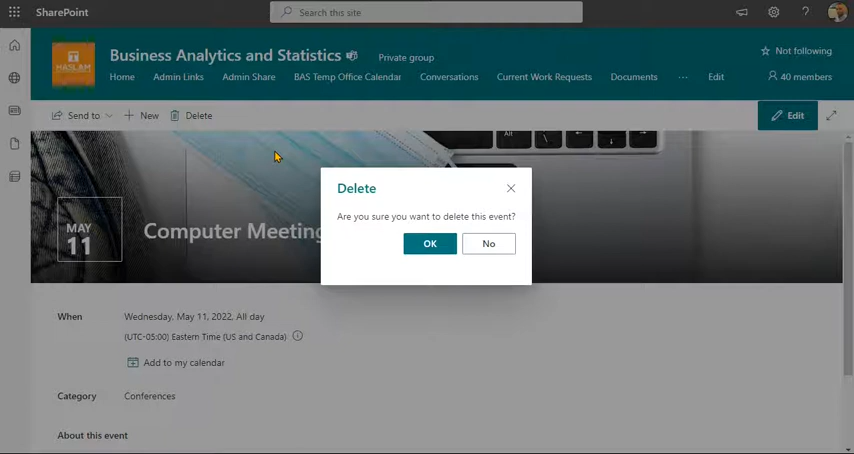 SharePoint
Search this site
HASLAM
Business Analytics and Statistics
Private group
Not following
Home Admin Links Admin Share BAS Temp Office Calendar Conversations Current Work Requests Documents ··· Edit
40 members
Send to New Delete
Edit
Alt
MAY
11
Computer Meeting
Delete
Are you sure you want to delete this event?
OK No
When Wednesday, May 11, 2022, All day
(UTC-05:00) Eastern Time (US and Canada)
Add to my calendar
Category Conferences
About this event